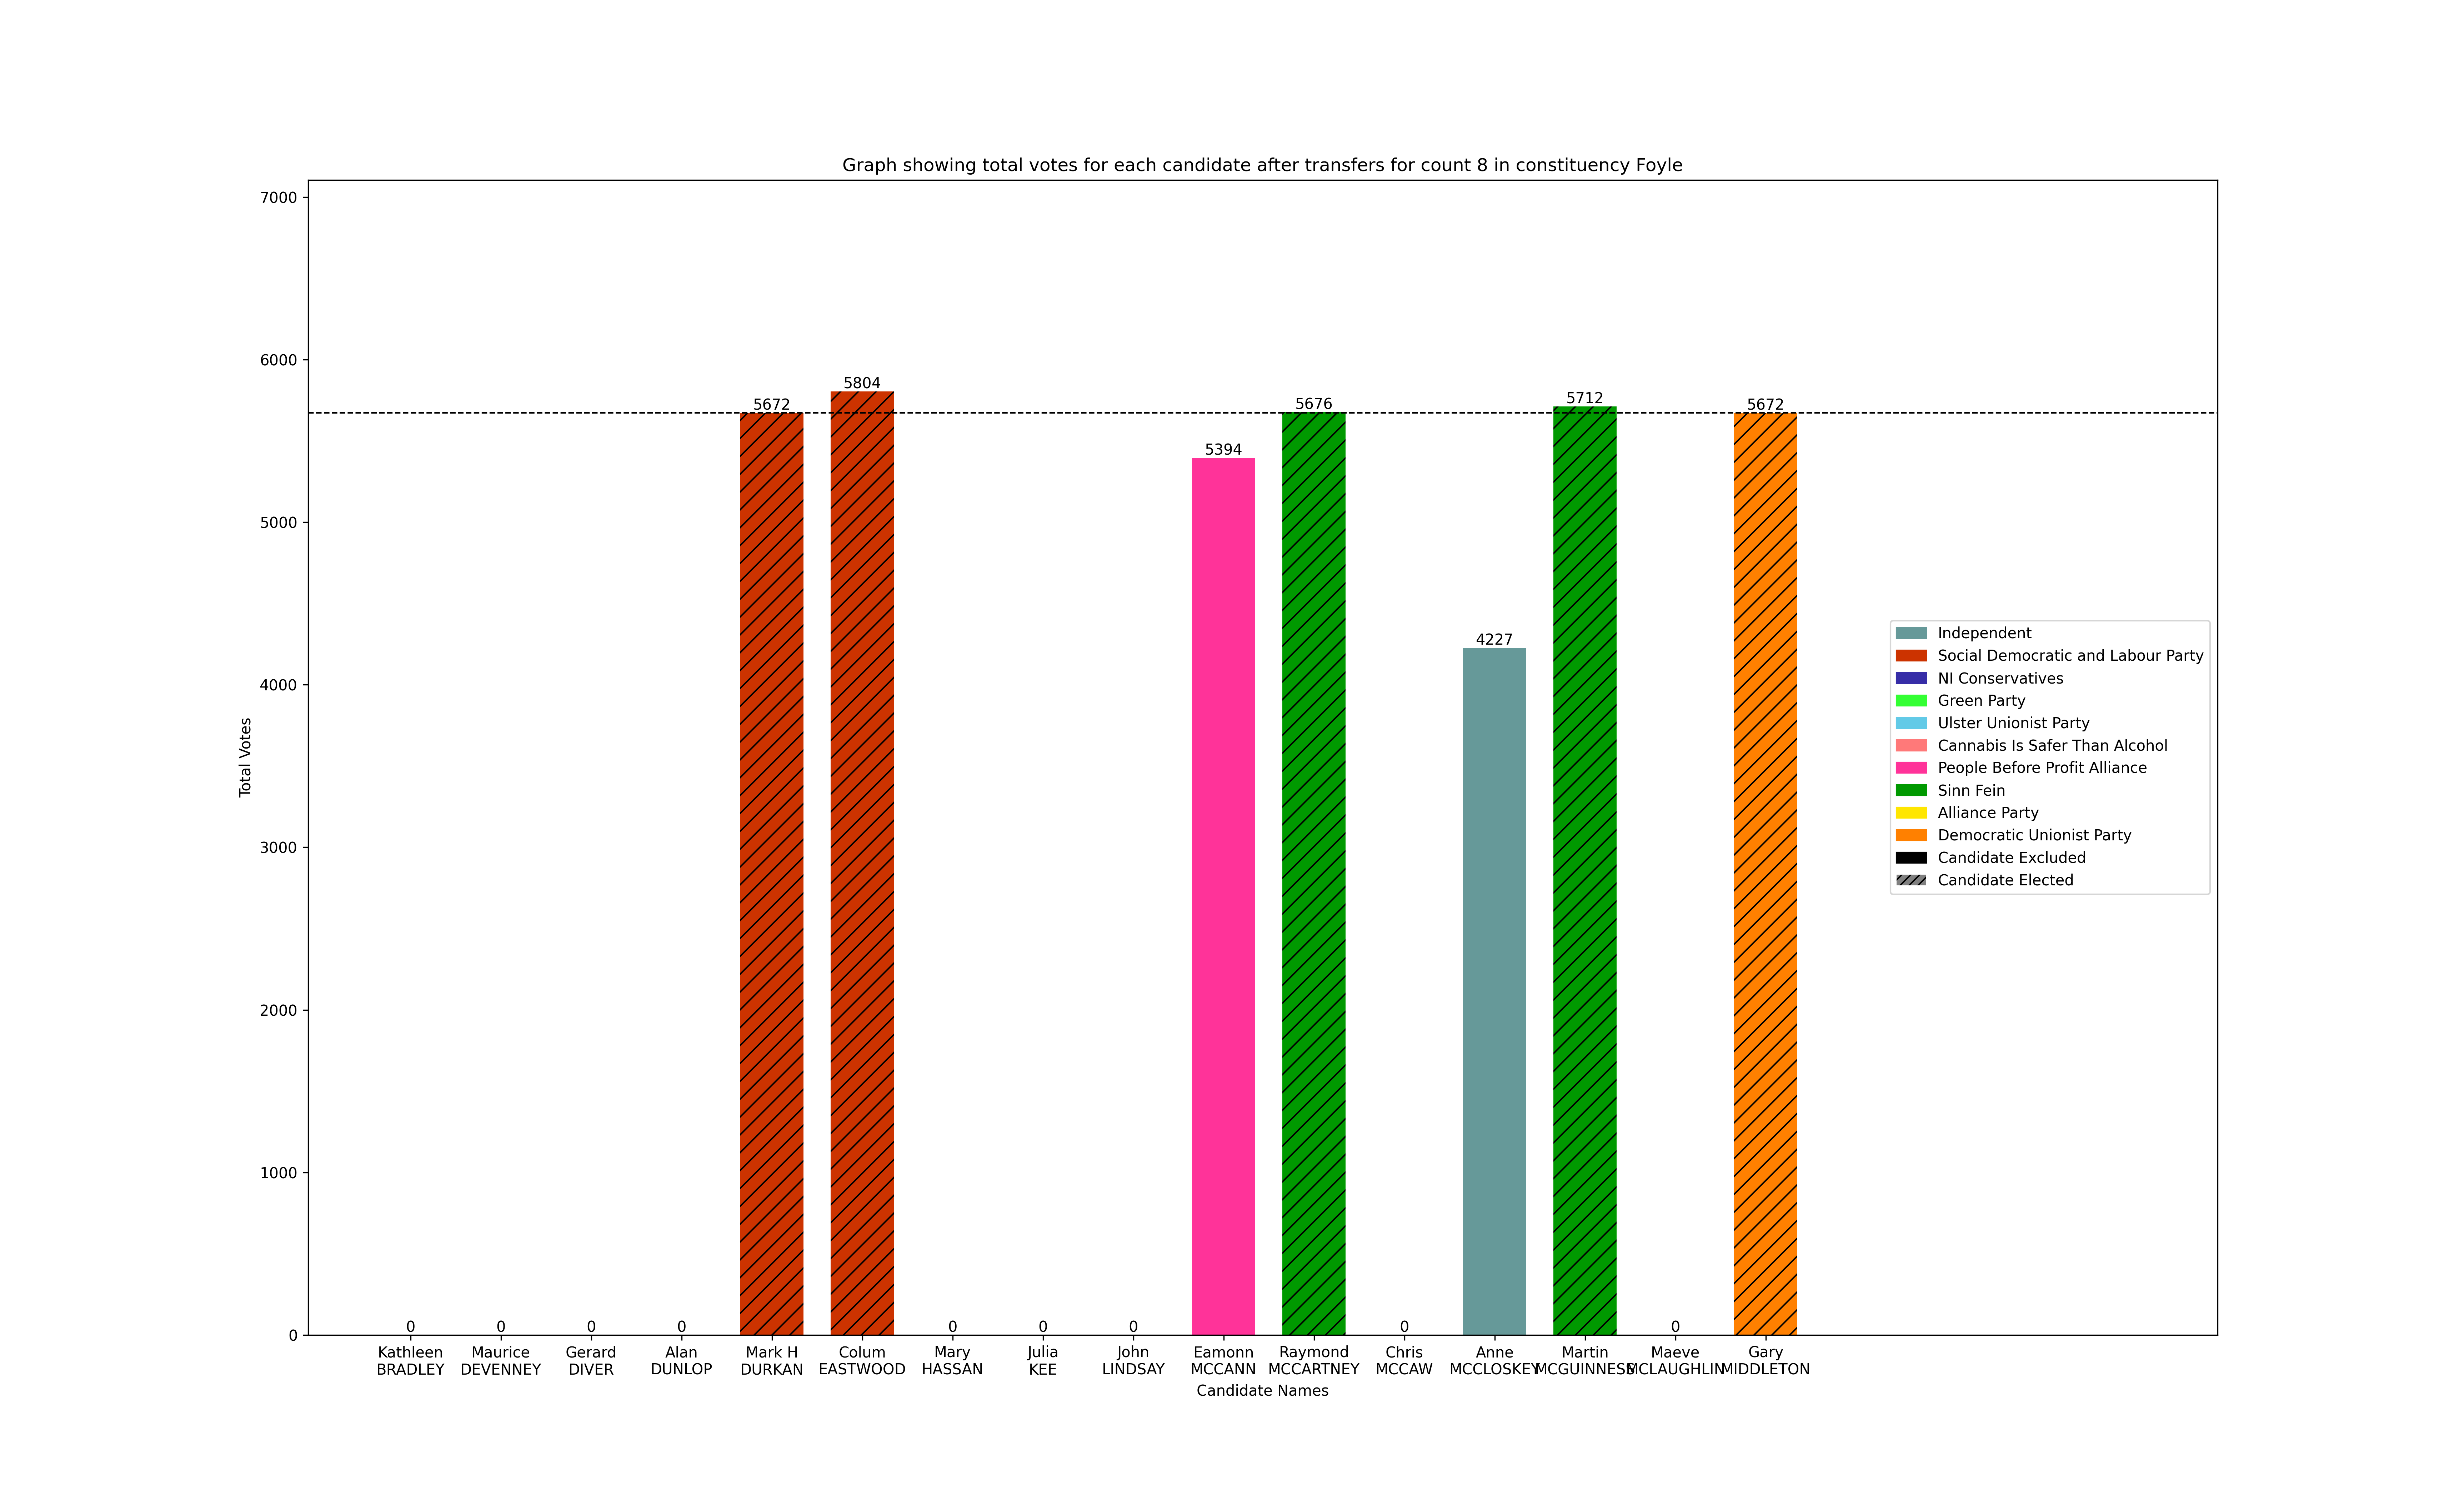 Graph showing total votes for each candidate after transfers for count 8 in constituency Foyle
7000
6000
5000
4000
3000
2000
1000
0
Total Votes
0
0
0
0
5672
5804
0
0
0
5394
5676
0
4227
5712
0
5672
Kathleen
BRADLEY
Maurice
DEVENNEY
Gerard
DIVER
Alan
DUNLOP
Mark H
DURKAN
Colum
EASTWOOD
Mary
HASSAN
Julia
KEE
John
LINDSAY
Eamonn
MCCANN
Raymond
MCCARTNEY
Chris
MCCAW
Anne
MCCLOSKEY
Martin
MCGUINNESS
Maeve
MCLAUGHLIN
Gary
MIDDLETON
Candidate Names
Independent
Social Democratic and Labour Party
NI Conservatives
Green Party
Ulster Unionist Party
Cannabis Is Safer Than Alcohol
People Before Profit Alliance
Sinn Fein
Alliance Party
Democratic Unionist Party
Candidate Excluded
Candidate Elected